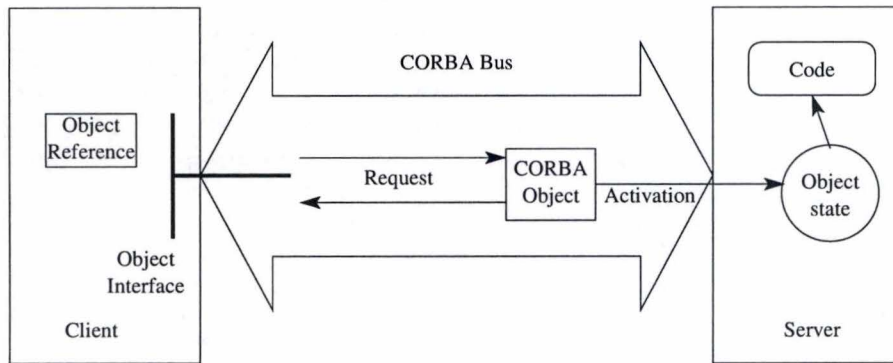 CORBA Bus
Code
Object
Reference
Request
CORBA
Object
Activation
Object
state
Object
Interface
Client
Server